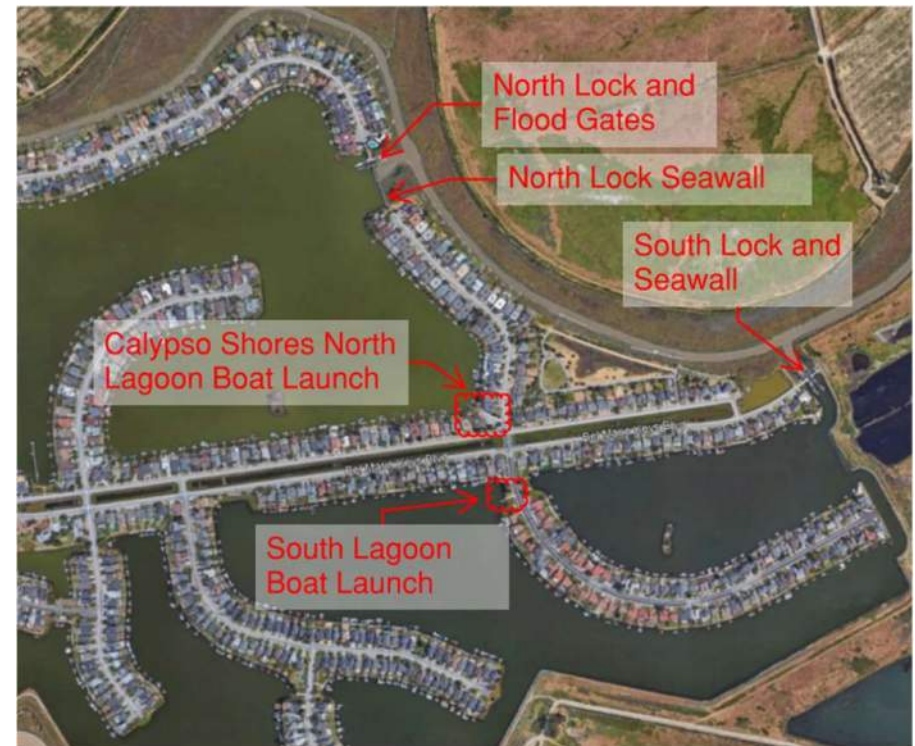 North Lock and
Flood Gates
North Lock Seawall
South Lock and
Seawall
Calypso Shores North
Lagoon Boat Launch
South Lagoon
Boat Launch